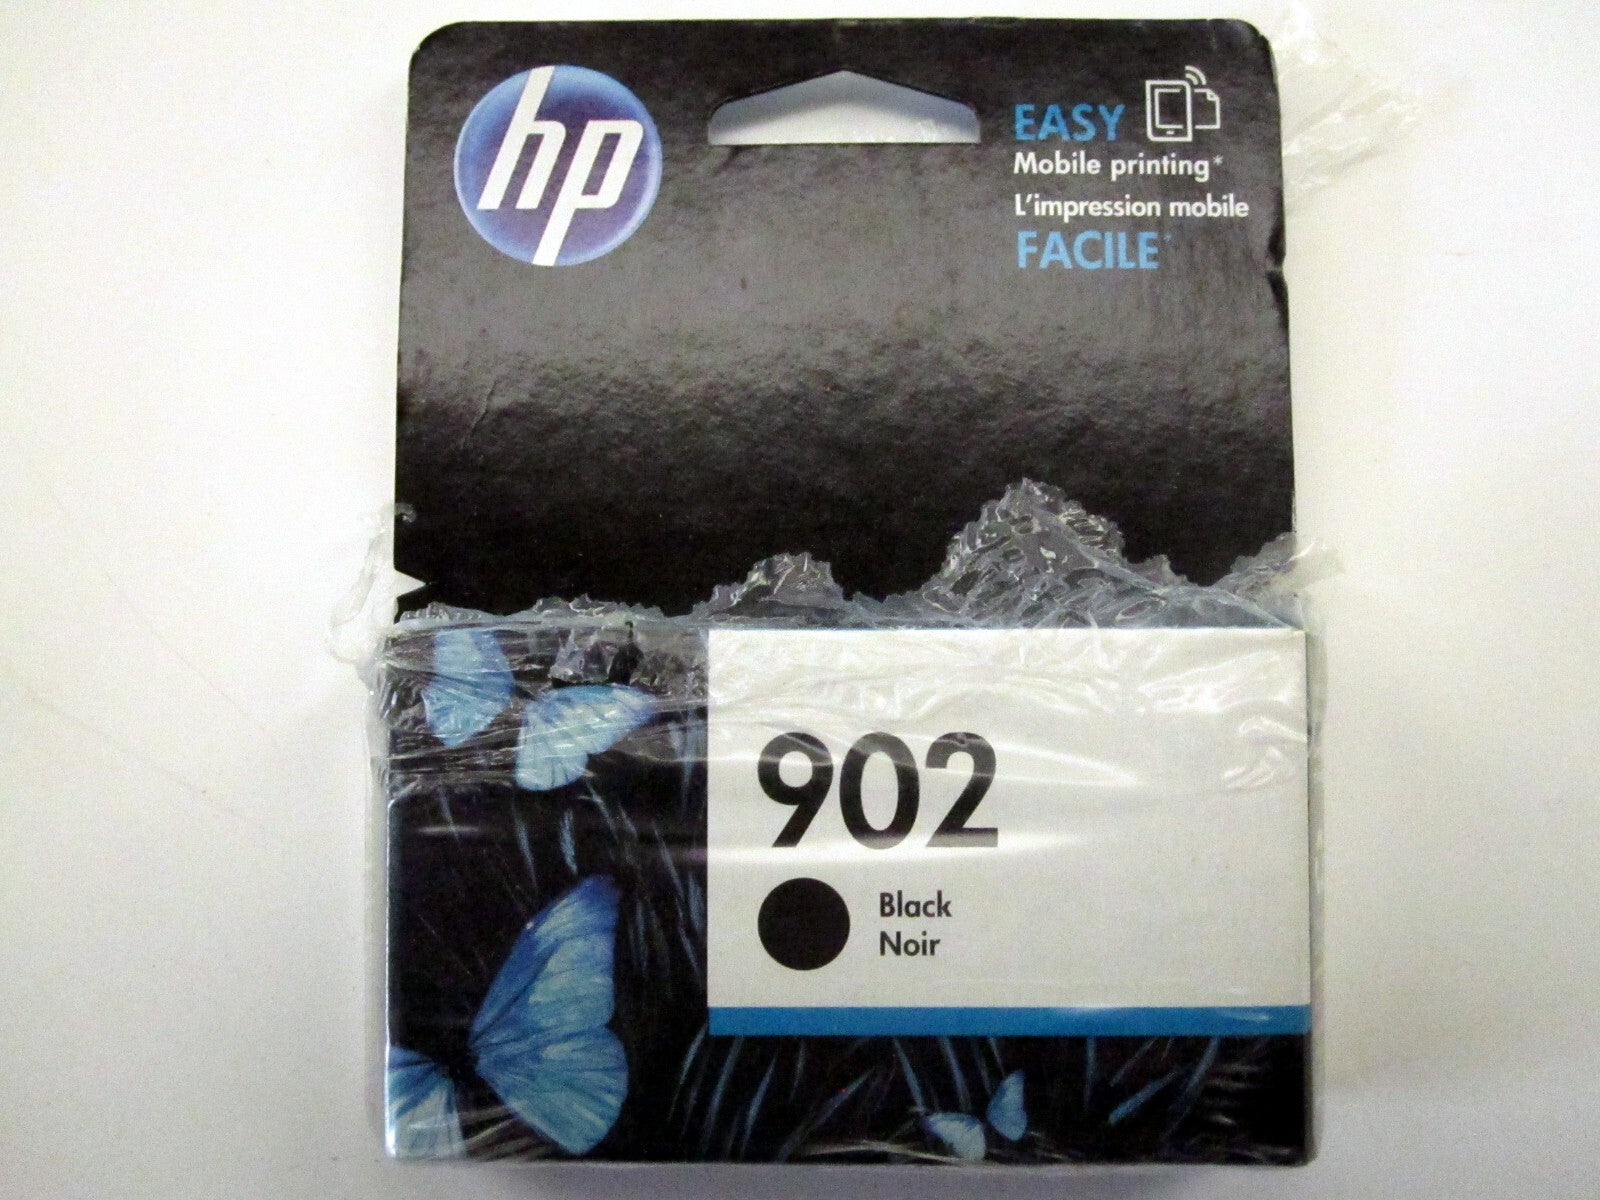 hp
EASY
Mobile printing*
L'impression mobile
FACILE*
902
Black
Noir